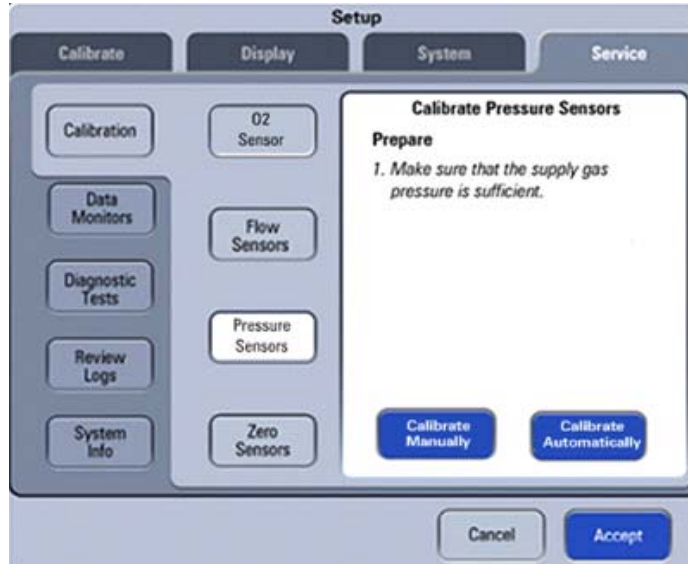 Setup
Calibrate
Display
System
Service
Calibration
Data
Monitors
Diagnostic
Tests
Review
Logs
System
Info
02
Sensor
Flow
Sensors
Pressure
Sensors
Zero
Sensors
Calibrate Pressure Sensors
Prepare
1. Make sure that the supply gas
pressure is sufficient.
Calibrate
Manually
Calibrate
Automatically
Cancel
Accept